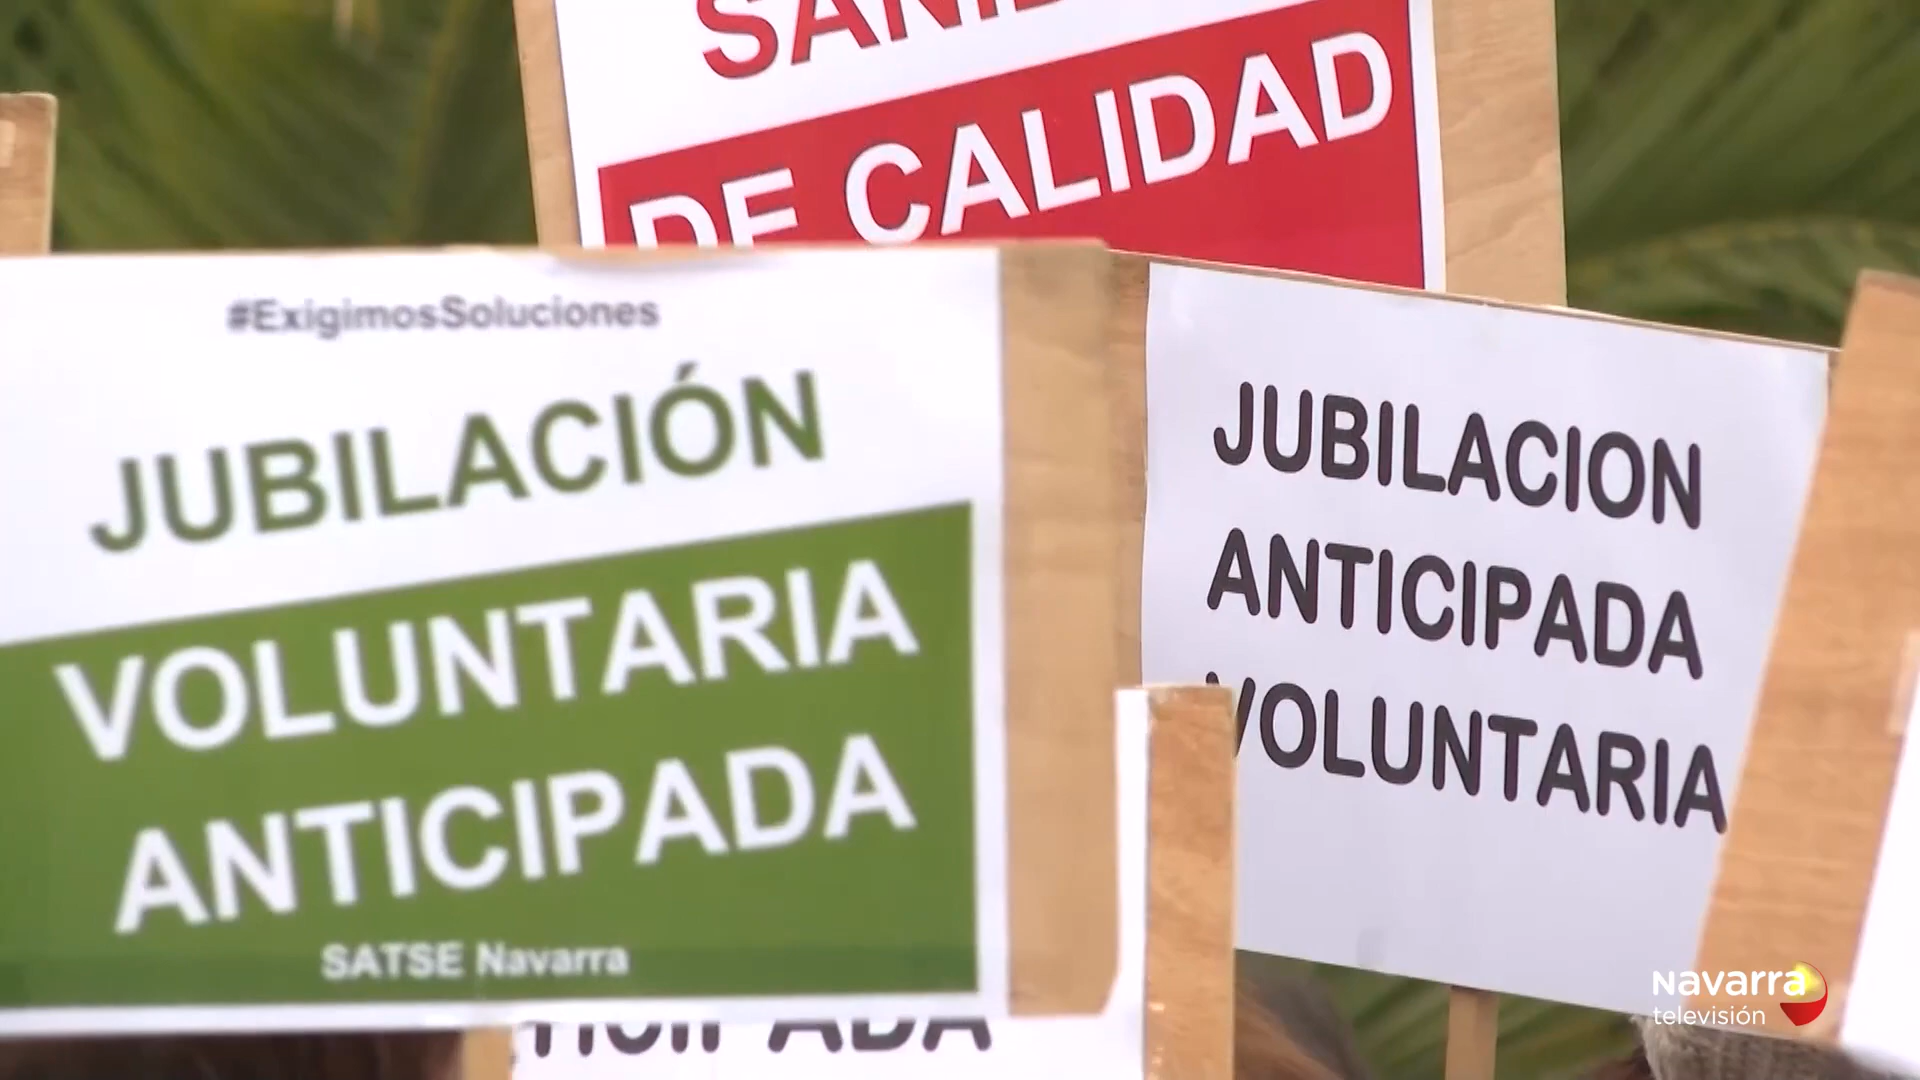 DE CALIDAD
#ExigimosSoluciones
JUBILACIÓN
VOLUNTARIA
ANTICIPADA
SATSE Navarra
JUBILACION
ANTICIPADA
VOLUNTARIA
Navarra
televisión